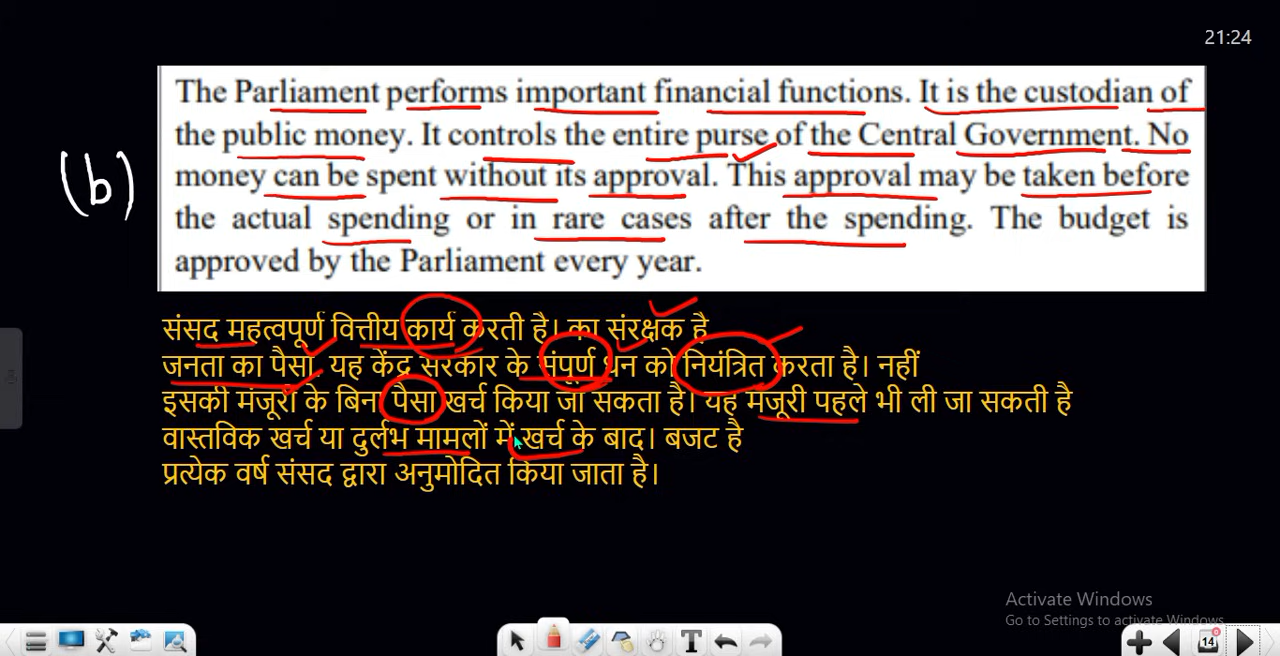 21:24
The Parliament performs important financial functions. It is the custodian of
the public money. It controls the entire purse of the Central Government. No
(b)
money can be spent without its approval. This approval may be taken before
the actual spending or in rare cases after the spending. The budget is
approved by the Parliament every year.
संसद महत्वपूर्ण वित्तीय कार्य करती है। का संरक्षक है
जनता का पैसा. यह केंद्र सरकार के संपूर्ण धन को नियंत्रित करता है। नहीं
इसकी मंजूरी के बिना पैसा खर्च किया जा सकता है। यह मंजूरी पहले भी ली जा सकती है
वास्तविक खर्च या दुर्लभ मामलों में खर्च के बाद। बजट है
प्रत्येक वर्ष संसद द्वारा अनुमोदित किया जाता है।
Activate Windows
Go to Settings to activate Windows.
T
14